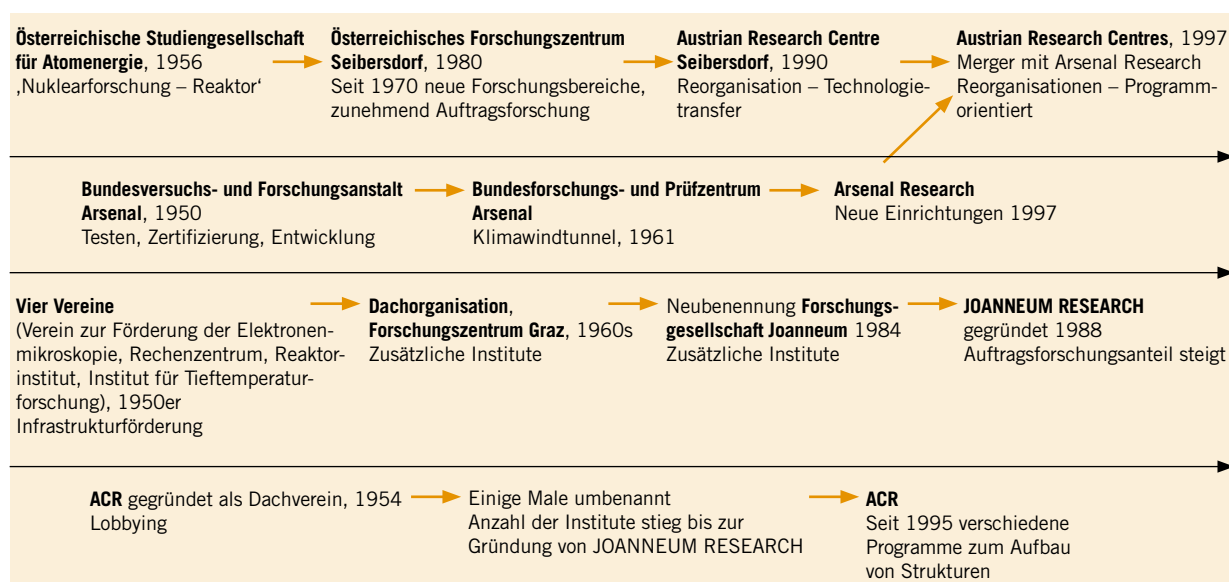 Österreichische Studiengesellschaft
für Atomenergie, 1956
‚Nuklearforschung – Reaktor‘
Österreichisches Forschungszentrum
Seibersdorf, 1980
Seit 1970 neue Forschungsbereiche,
zunehmend Auftragsforschung
Austrian Research Centre
Seibersdorf, 1990
Reorganisation – Technologie-
transfer
Austrian Research Centres, 1997
Merger mit Arsenal Research
Reorganisationen – Programm-
orientiert
Bundesversuchs- und Forschungsanstalt
Arsenal, 1950
Testen, Zertifizierung, Entwicklung
Bundesforschungs- und Prüfzentrum
Arsenal
Klimawindtunnel, 1961
Arsenal Research
Neue Einrichtungen 1997
Vier Vereine
(Verein zur Förderung der Elektronen-
mikroskopie, Rechenzentrum, Reaktor-
institut, Institut für Tieftemperatur-
forschung), 1950er
Infrastrukturförderung
Dachorganisation,
Forschungszentrum Graz, 1960s
Zusätzliche Institute
Neubenennung Forschungs-
gesellschaft Joanneum 1984
Zusätzliche Institute
JOANNEUM RESEARCH
gegründet 1988
Auftragsforschungsanteil steigt
ACR gegründet als Dachverein, 1954
Lobbying
Einige Male umbenannt
Anzahl der Institute stieg bis zur
Gründung von JOANNEUM RESEARCH
ACR
Seit 1995 verschiedene
Programme zum Aufbau
von Strukturen